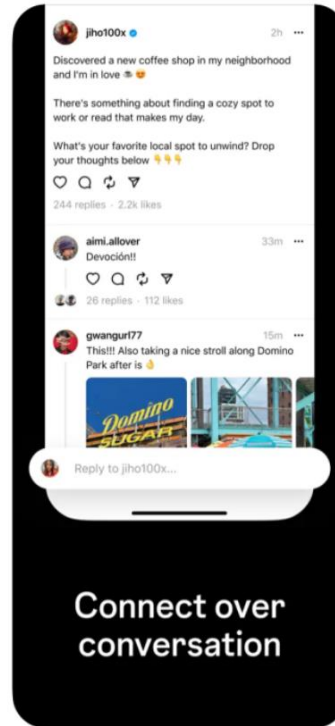 jiho100x 2h
Discovered a new coffee shop in my neighborhood
and I'm in love ☕ 😍
There's something about finding a cozy spot to
work or read that makes my day.
What's your favorite local spot to unwind? Drop
your thoughts below 👇👇👇
244 replies · 2.2k likes
aimi.allover 33m
Devoción!!
26 replies · 112 likes
gwangurl77 15m
This!!! Also taking a nice stroll along Domino
Park after is 👌
Domino
SUGAR
Reply to jiho100x...
Connect over
conversation